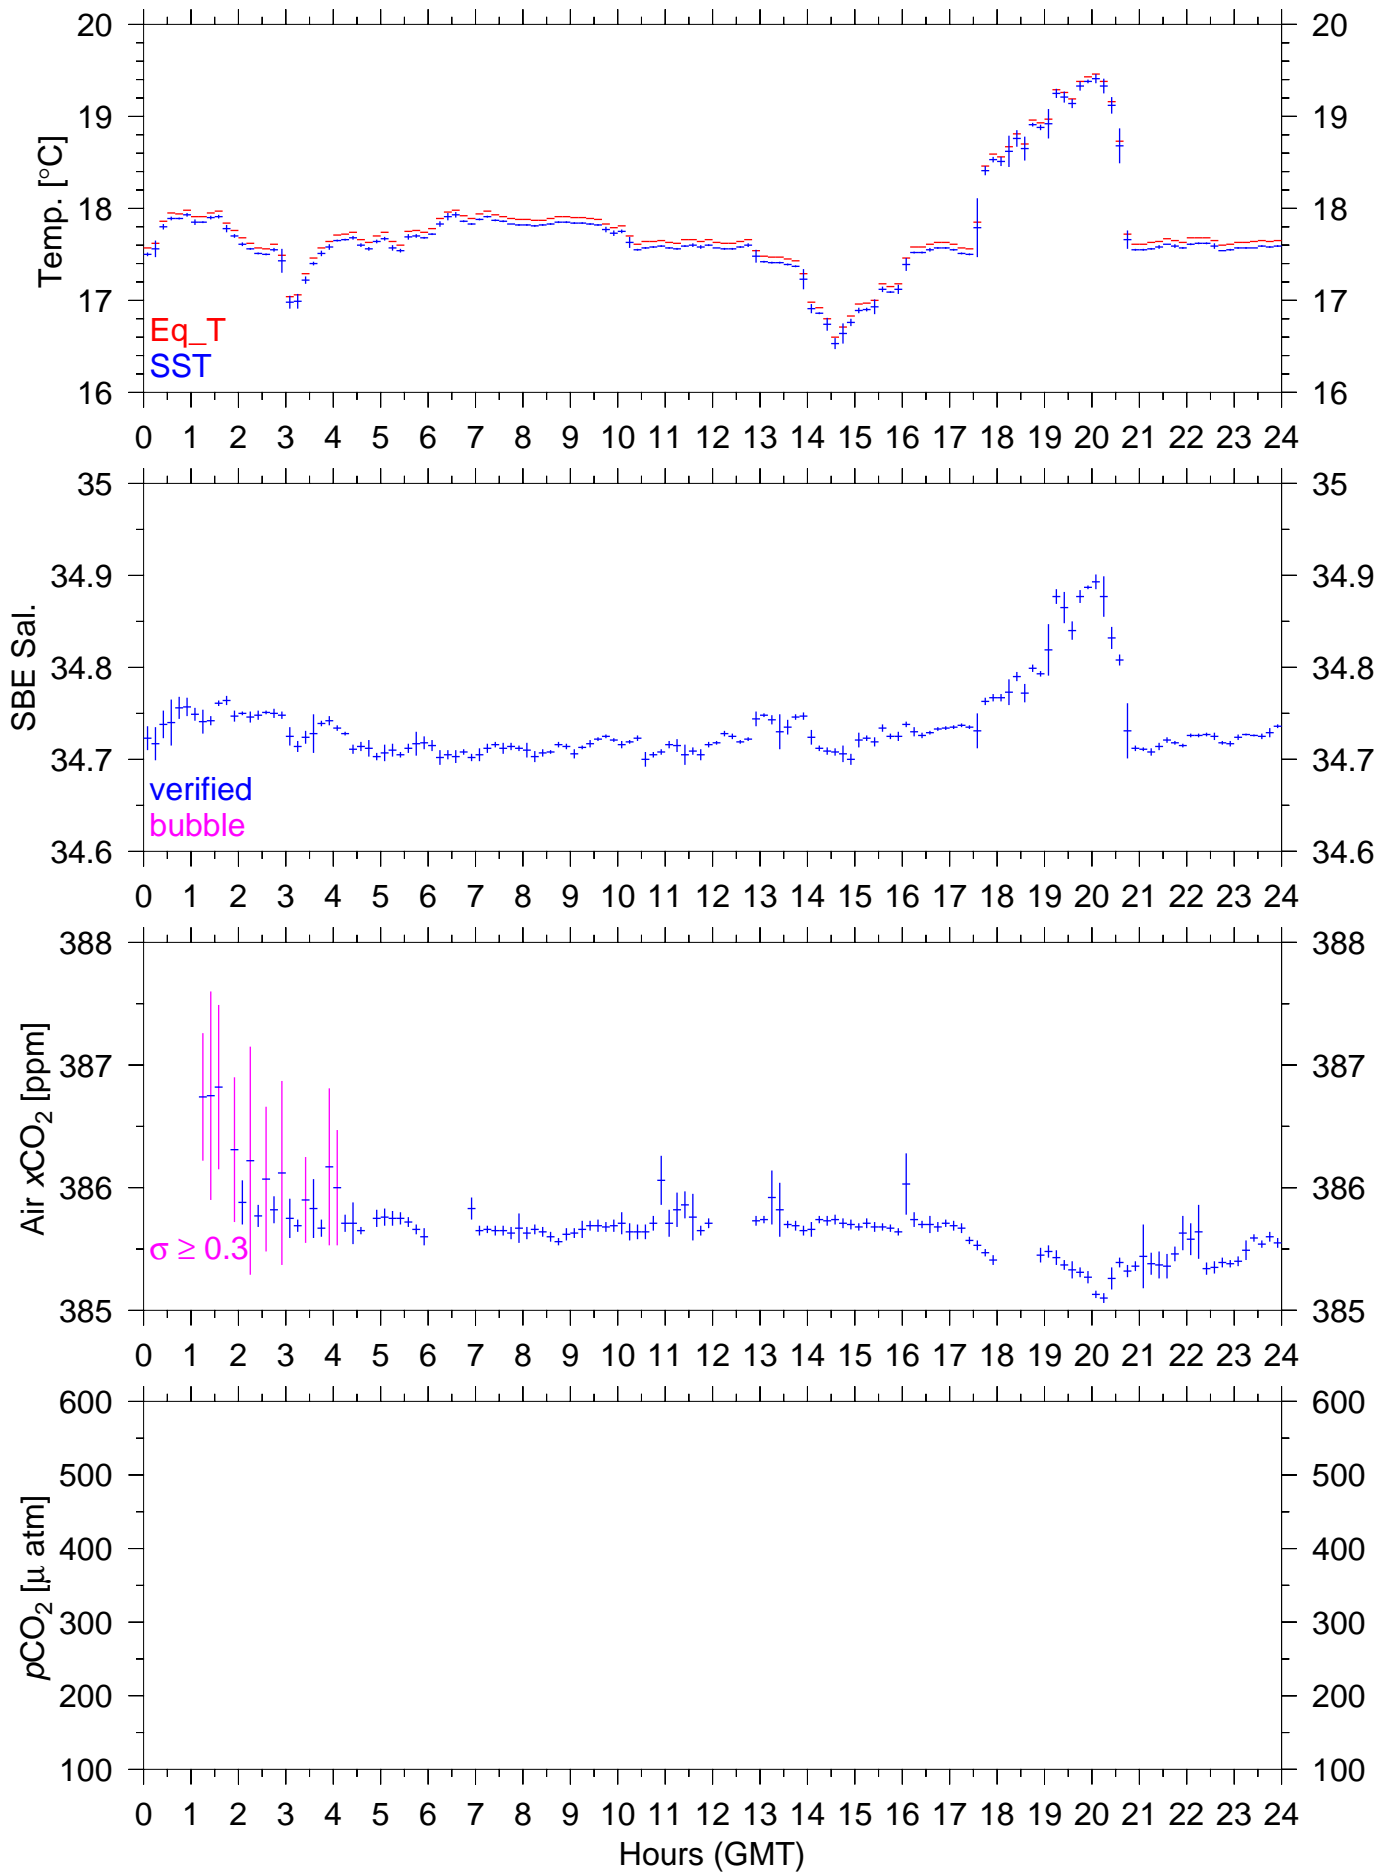 20 20
19 19
18 18
17 17
16 16
Temp. [°C]
Eq_T
SST
0 1 2 3 4 5 6 7 8 9 10 11 12 13 14 15 16 17 18 19 20 21 22 23 24
35 35
34.9 34.9
34.8 34.8
34.7 34.7
34.6 34.6
SBE Sal.
verified
bubble
0 1 2 3 4 5 6 7 8 9 10 11 12 13 14 15 16 17 18 19 20 21 22 23 24
388 388
387 387
386 386
385 385
Air xCO₂ [ppm]
σ ≥ 0.3
0 1 2 3 4 5 6 7 8 9 10 11 12 13 14 15 16 17 18 19 20 21 22 23 24
600 600
500 500
400 400
300 300
200 200
100 100
pCO₂ [μ atm]
0 1 2 3 4 5 6 7 8 9 10 11 12 13 14 15 16 17 18 19 20 21 22 23 24
Hours (GMT)